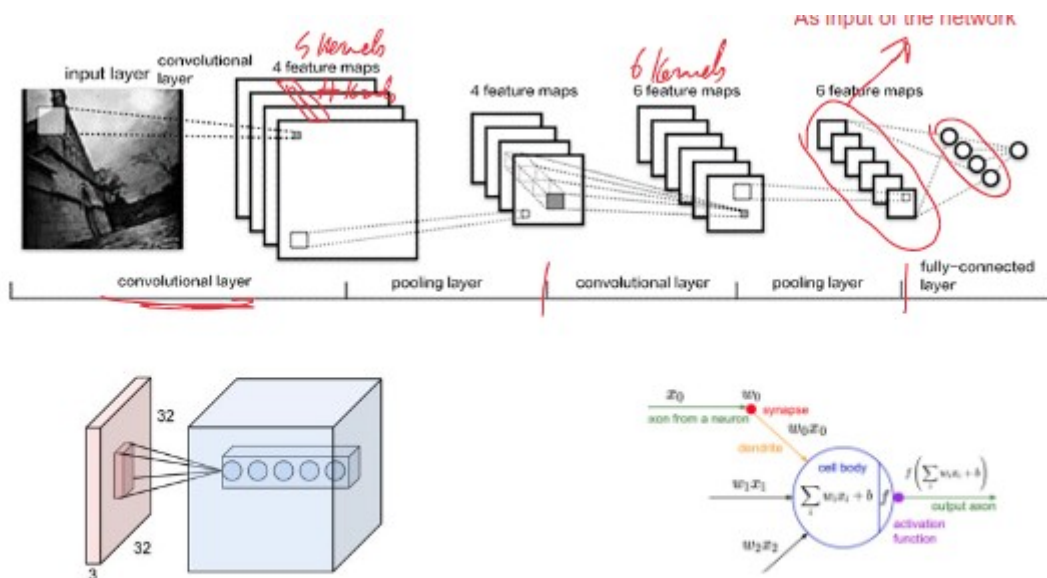 As input of the network
5 Kernels
6 Kernels
convolutional layer
input layer
4 feature maps
4 feature maps
6 feature maps
6 feature maps
convolutional layer
pooling layer
convolutional layer
pooling layer
fully-connected layer
32
32
3
x₀
w₀
synapse
axon from a neuron
w₀x₀
dendrite
cell body
w₁x₁
∑ᵢ wᵢxᵢ + b
f
f(∑ᵢ wᵢxᵢ + b)
output axon
activation function
w₂x₂